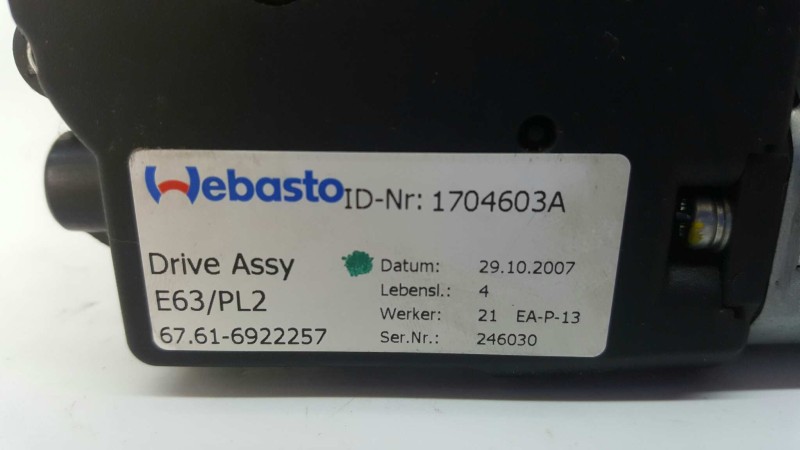 Webasto ID-Nr: 1704603A
Drive Assy
E63/PL2
67.61-6922257
Datum: 29.10.2007
Lebensl.: 4
Werker: 21 EA-P-13
Ser.Nr.: 246030